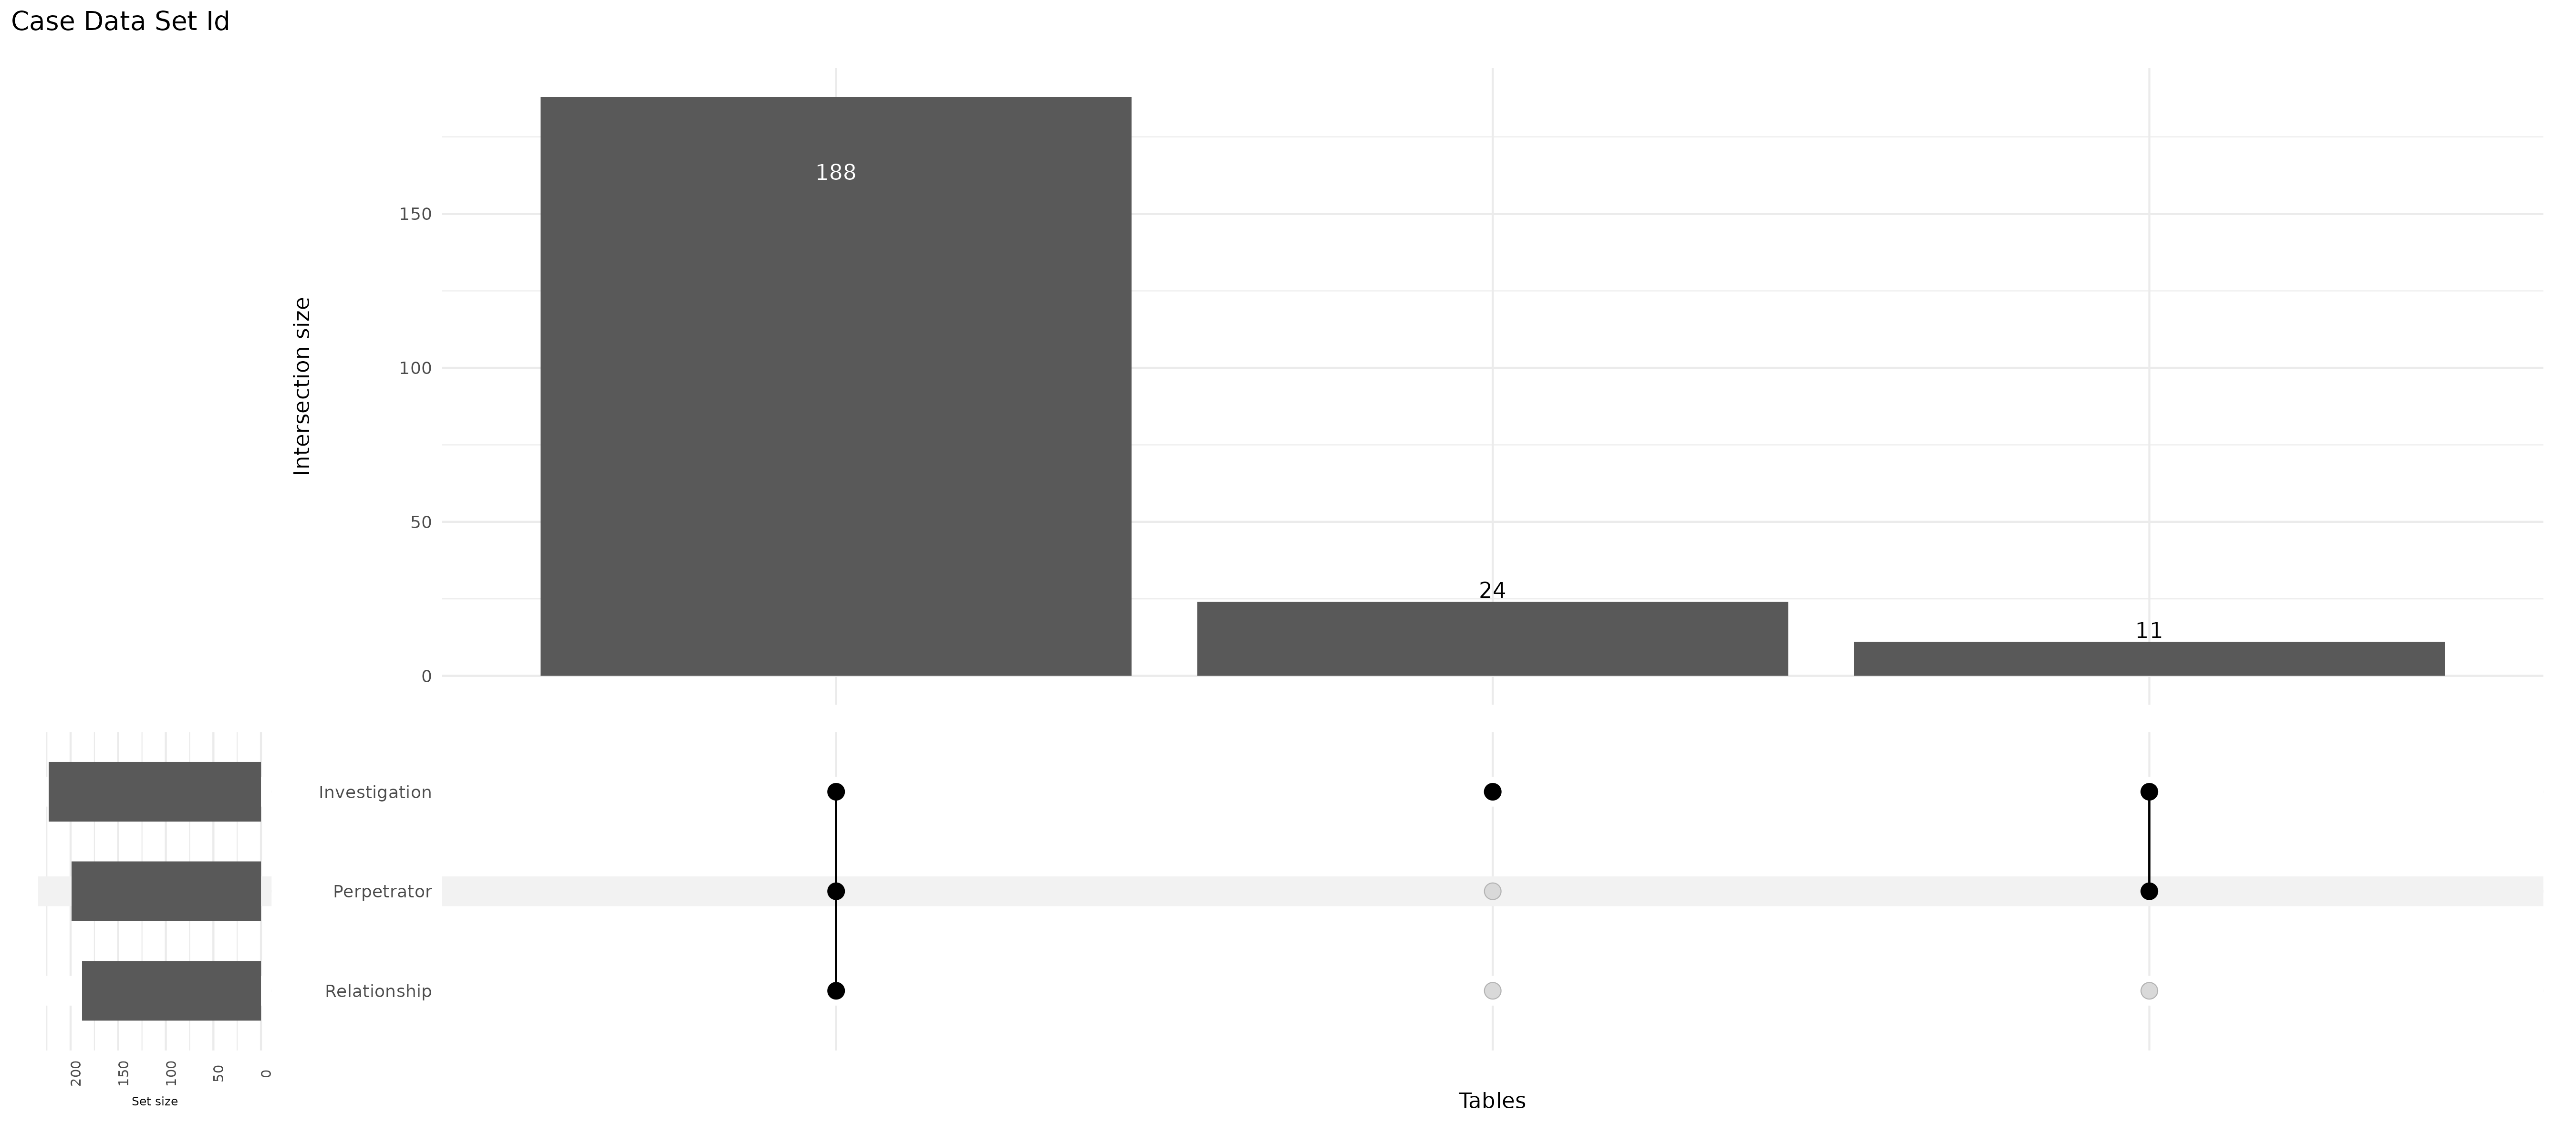 Case Data Set Id
Intersection size
150
100
50
0
188
24
11
Investigation
Perpetrator
Relationship
200
150
100
50
0
Set size
Tables